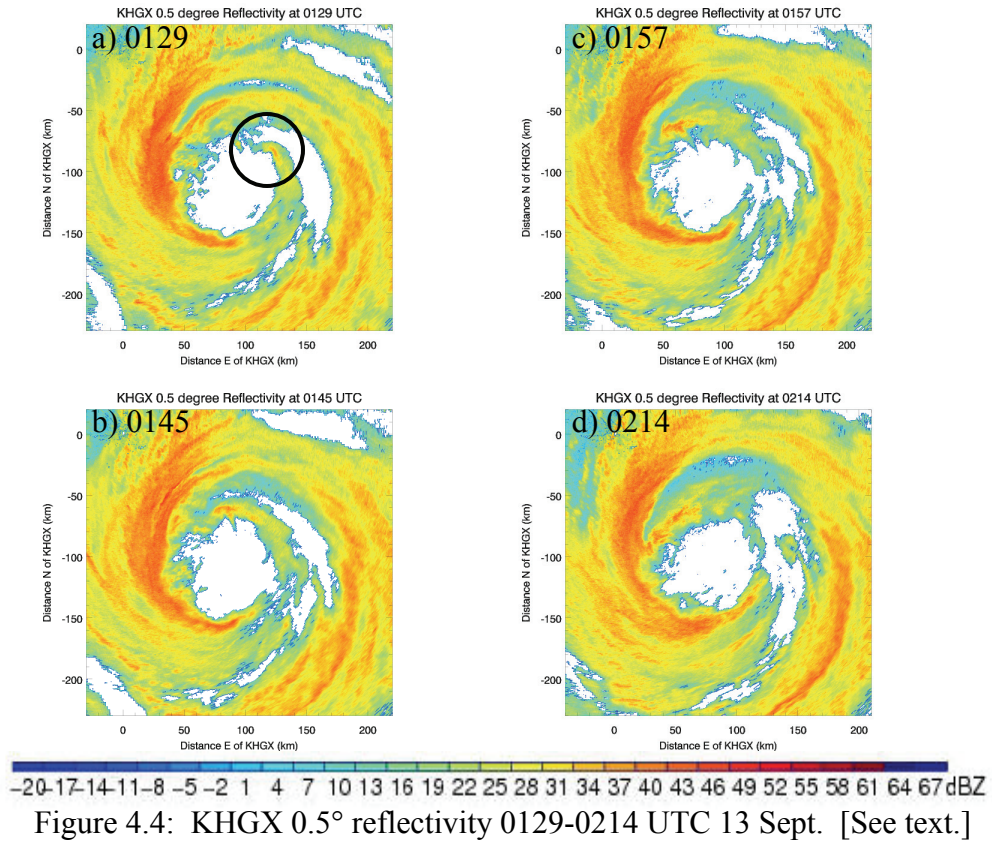 KHGX 0.5 degree Reflectivity at 0129 UTC
a) 0129
0
-50
-100
-150
-200
Distance N of KHGX (km)
0 50 100 150 200
Distance E of KHGX (km)
KHGX 0.5 degree Reflectivity at 0157 UTC
c) 0157
0
-50
-100
-150
-200
Distance N of KHGX (km)
0 50 100 150 200
Distance E of KHGX (km)
KHGX 0.5 degree Reflectivity at 0145 UTC
b) 0145
0
-50
-100
-150
-200
Distance N of KHGX (km)
0 50 100 150 200
Distance E of KHGX (km)
KHGX 0.5 degree Reflectivity at 0214 UTC
d) 0214
0
-50
-100
-150
-200
Distance N of KHGX (km)
0 50 100 150 200
Distance E of KHGX (km)
-20 -17 -14 -11 -8 -5 -2 1 4 7 10 13 16 19 22 25 28 31 34 37 40 43 46 49 52 55 58 61 64 67 dBZ
Figure 4.4: KHGX 0.5° reflectivity 0129-0214 UTC 13 Sept. [See text.]